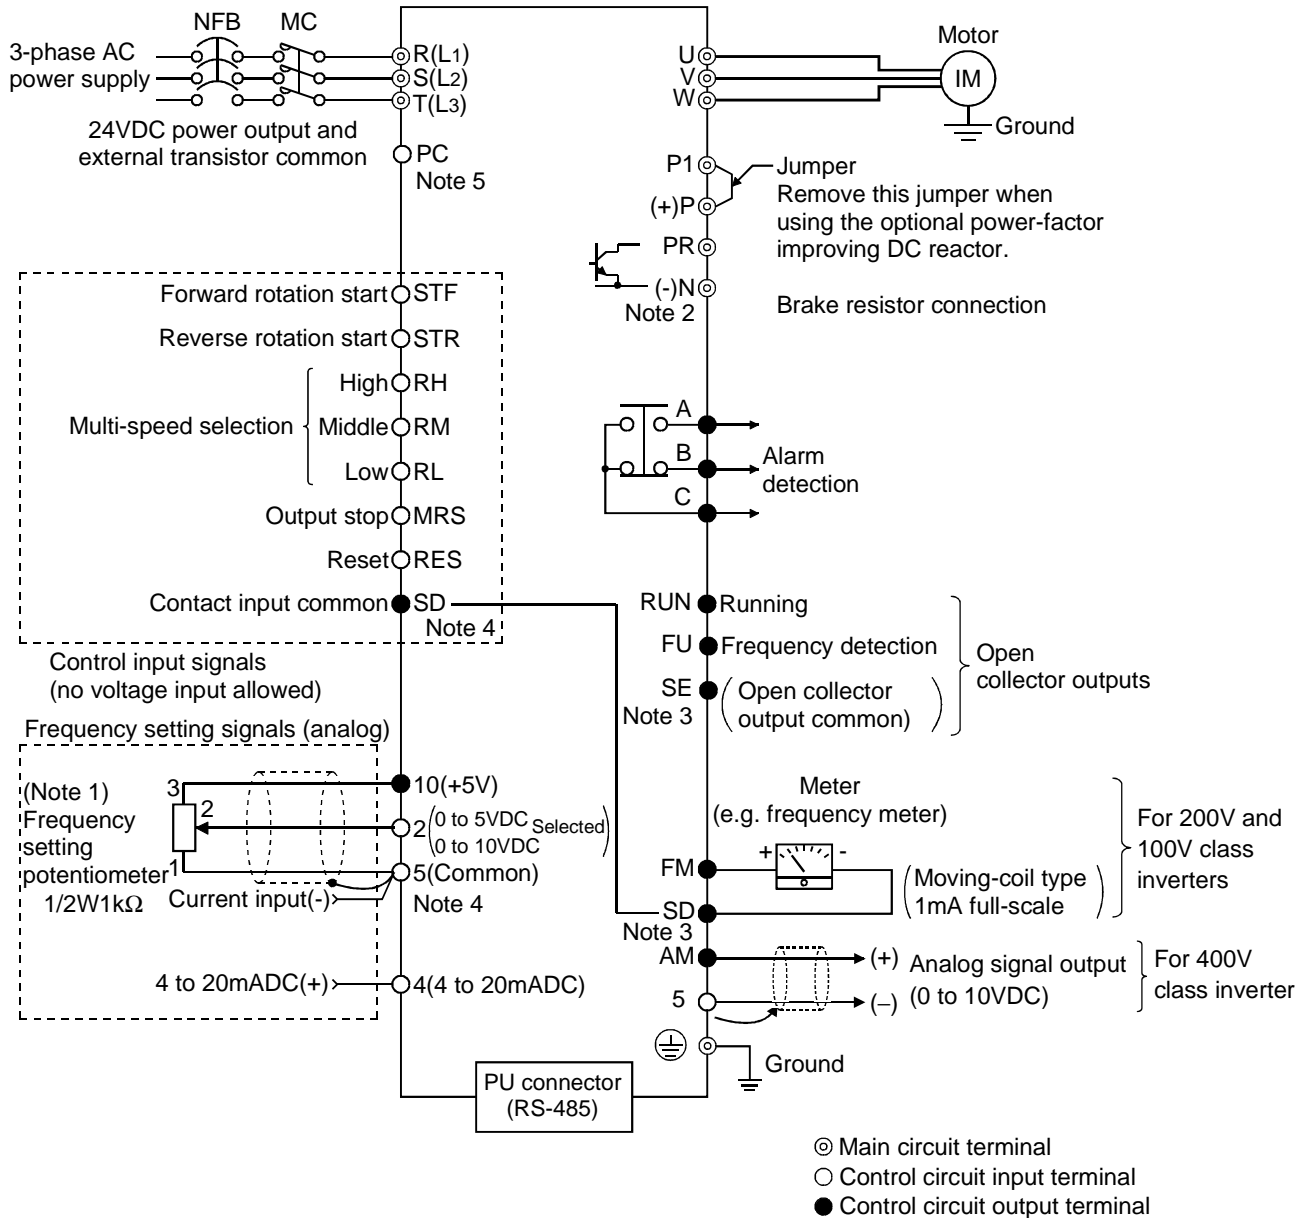 NFB MC
3-phase AC
power supply
R(L1)
S(L2)
T(L3)
24VDC power output and
external transistor common
PC
Note 5
U
V
W
Motor
IM
Ground
P1
(+)P
PR
(-)N
Note 2
Jumper
Remove this jumper when
using the optional power-factor
improving DC reactor.
Brake resistor connection
Forward rotation start STF
Reverse rotation start STR
Multi-speed selection
High RH
Middle RM
Low RL
Output stop MRS
Reset RES
Contact input common SD
Note 4
Control input signals
(no voltage input allowed)
A
B
C
Alarm
detection
RUN Running
FU Frequency detection
SE (Open collector
output common)
Note 3
Open
collector outputs
Frequency setting signals (analog)
(Note 1)
Frequency
setting
potentiometer
1/2W1kΩ
3
2
1
10(+5V)
2 (0 to 5VDC
0 to 10VDC Selected)
5(Common)
Note 4
Current input(-)
4 to 20mADC(+)
4(4 to 20mADC)
Meter
(e.g. frequency meter)
+ -
FM
SD
Note 3
(Moving-coil type
1mA full-scale)
For 200V and
100V class
inverters
AM
5
(+)
(–)
Analog signal output
(0 to 10VDC)
For 400V
class inverter
Ground
PU connector
(RS-485)
Main circuit terminal
Control circuit input terminal
Control circuit output terminal